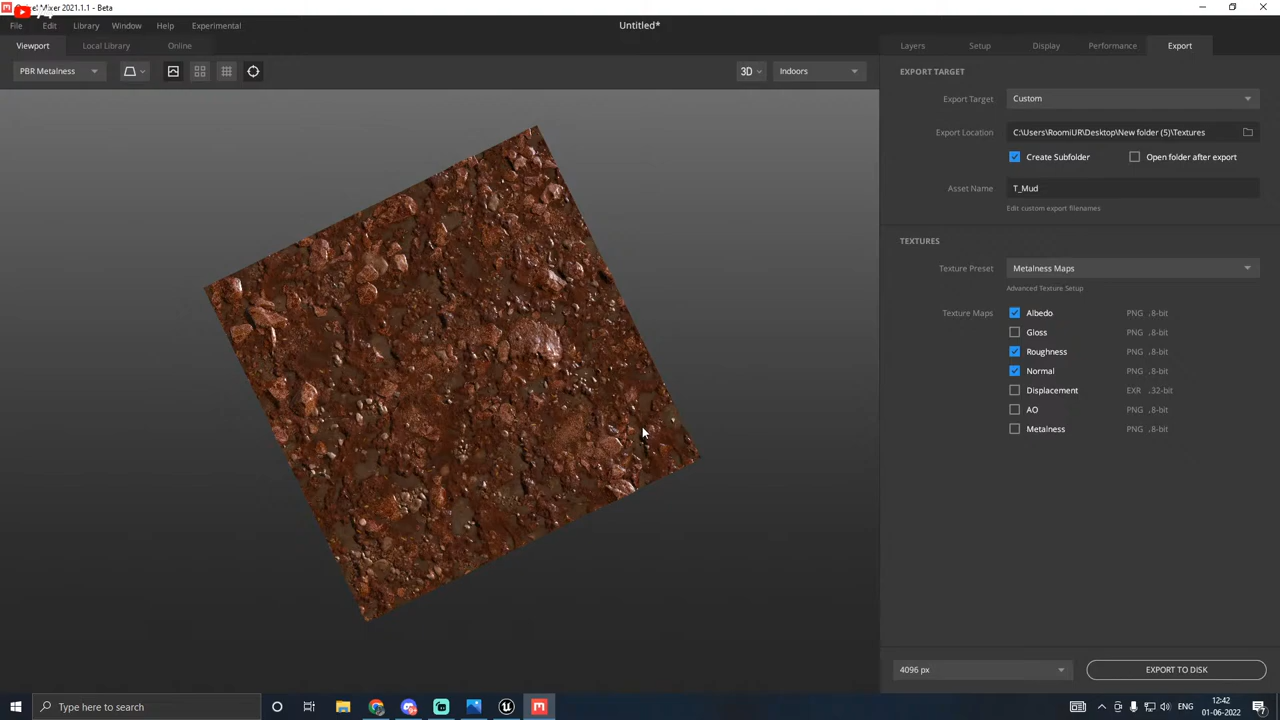 Mixer 2021.1.1 - Beta
File Edit Library Window Help Experimental
Untitled*
Viewport Local Library Online
Layers Setup Display Performance Export
PBR Metalness
3D
Indoors
EXPORT TARGET
Export Target Custom
Export Location C:\Users\RoomiUR\Desktop\New folder (5)\Textures
Create Subfolder Open folder after export
Asset Name T_Mud
Edit custom export filenames
TEXTURES
Texture Preset Metalness Maps
Advanced Texture Setup
Texture Maps Albedo PNG .8-bit
Gloss PNG .8-bit
Roughness PNG .8-bit
Normal PNG .8-bit
Displacement EXR .32-bit
AO PNG .8-bit
Metalness PNG .8-bit
4096 px EXPORT TO DISK
Type here to search
ENG
12:42
01-06-2022